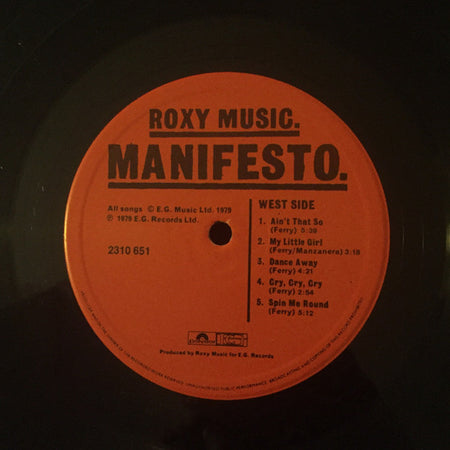 ROXY MUSIC.
MANIFESTO.
All songs © E.G. Music Ltd. 1979
℗ 1979 E.G. Records Ltd.
2310 651
WEST SIDE
1. Ain't That So
(Ferry) 5:39
2. My Little Girl
(Ferry/Manzanera) 3:18
3. Dance Away
(Ferry) 4:21
4. Cry, Cry, Cry
(Ferry) 2:54
5. Spin Me Round
(Ferry) 5:12
Produced by Roxy Music for E.G. Records